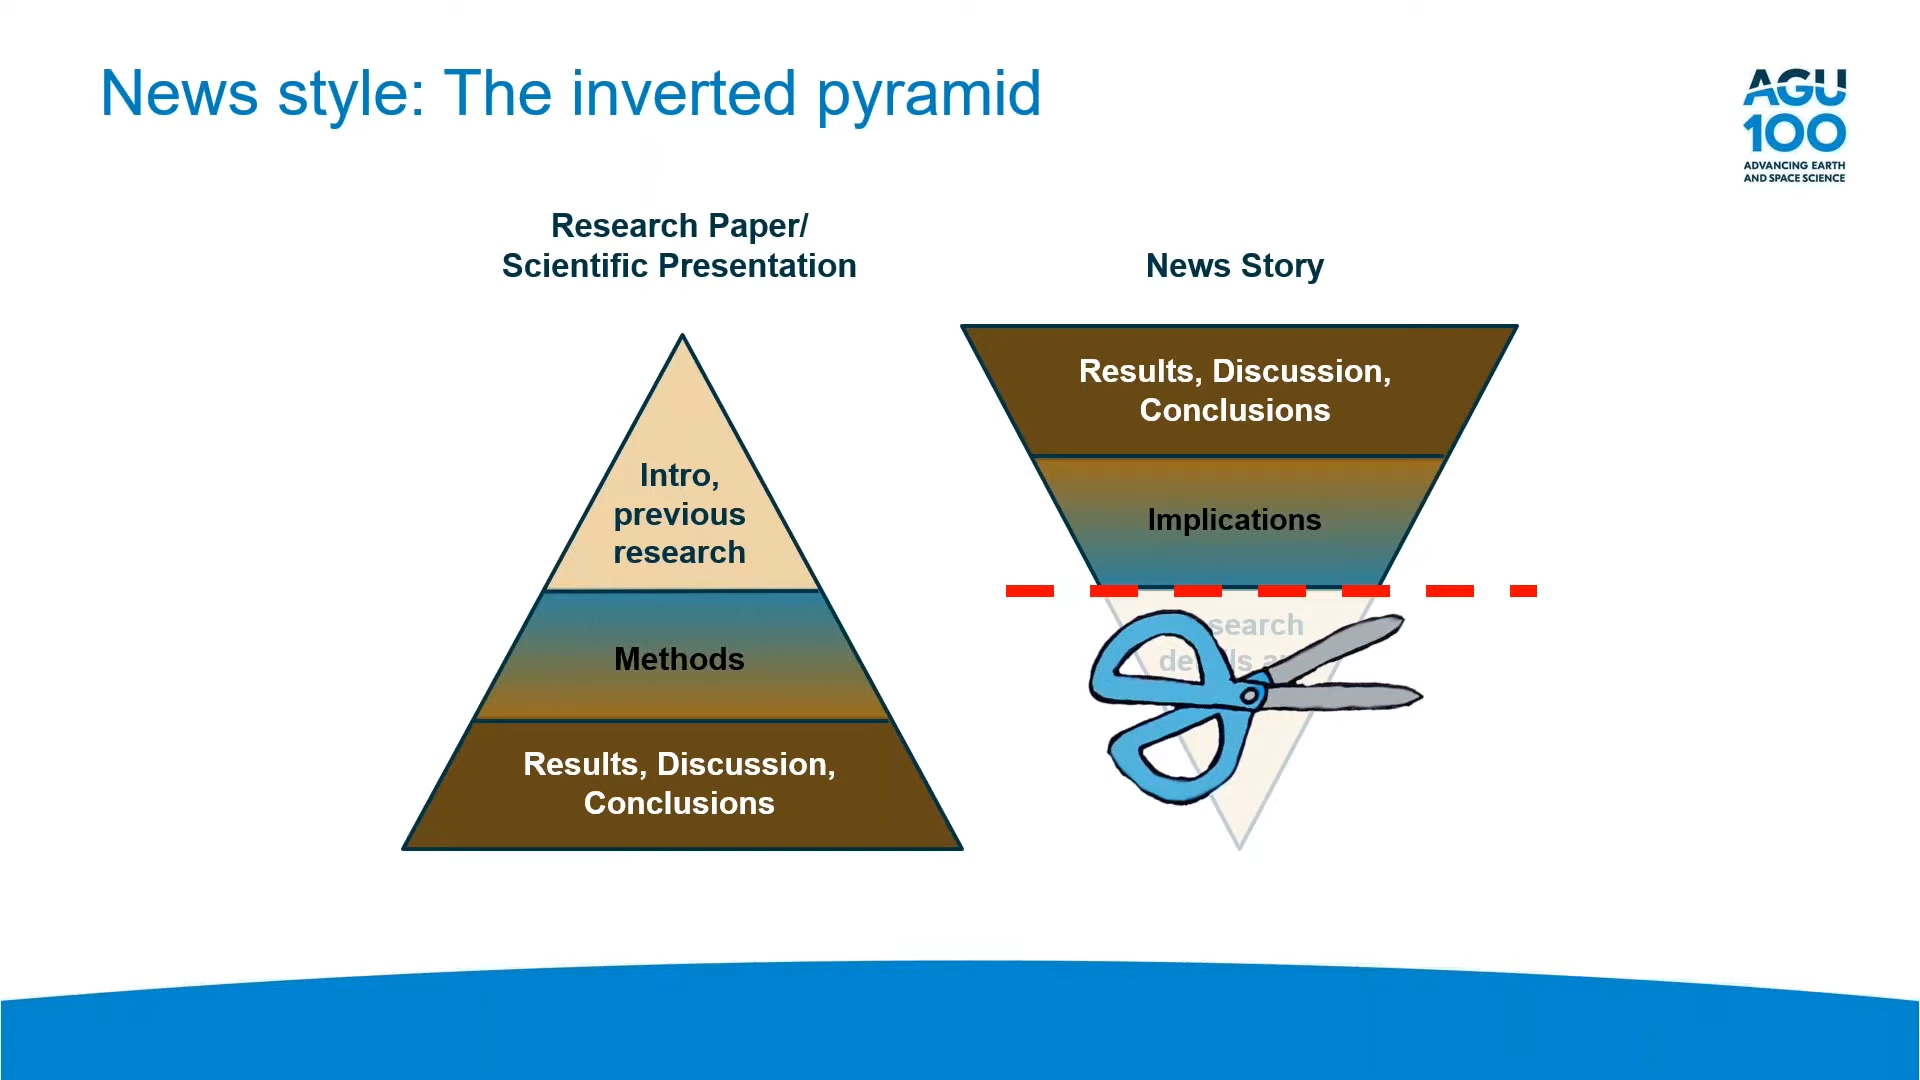 News style: The inverted pyramid
AGU
100
ADVANCING EARTH
AND SPACE SCIENCE
Research Paper/
Scientific Presentation
Intro,
previous
research
Methods
Results, Discussion,
Conclusions
News Story
Results, Discussion,
Conclusions
Implications